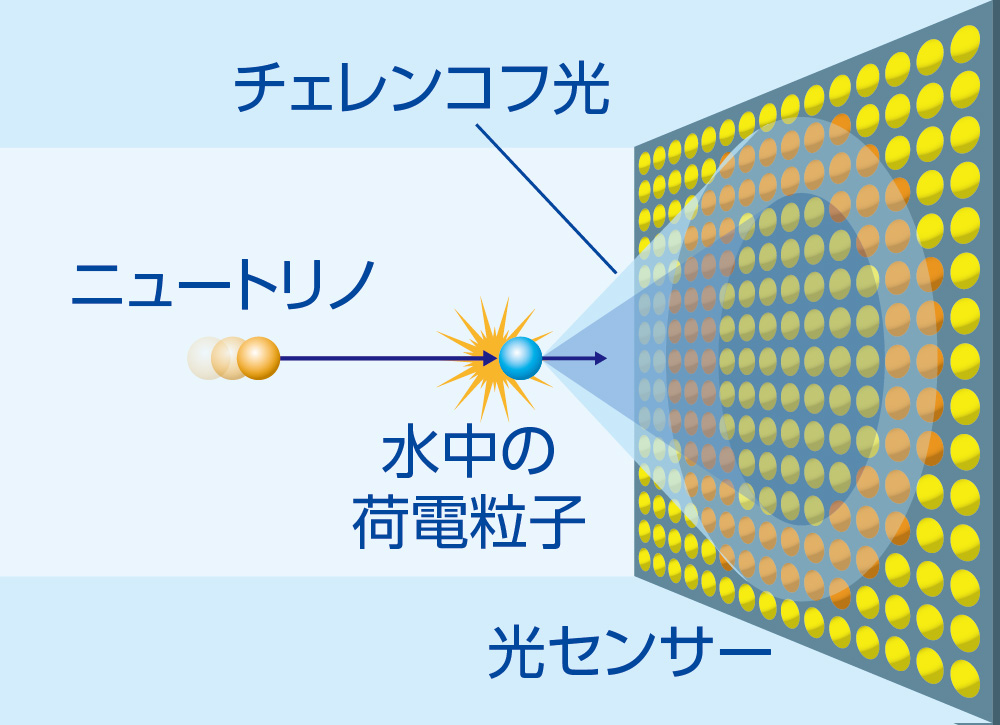 チェレンコフ光
ニュートリノ
水中の
荷電粒子
光センサー